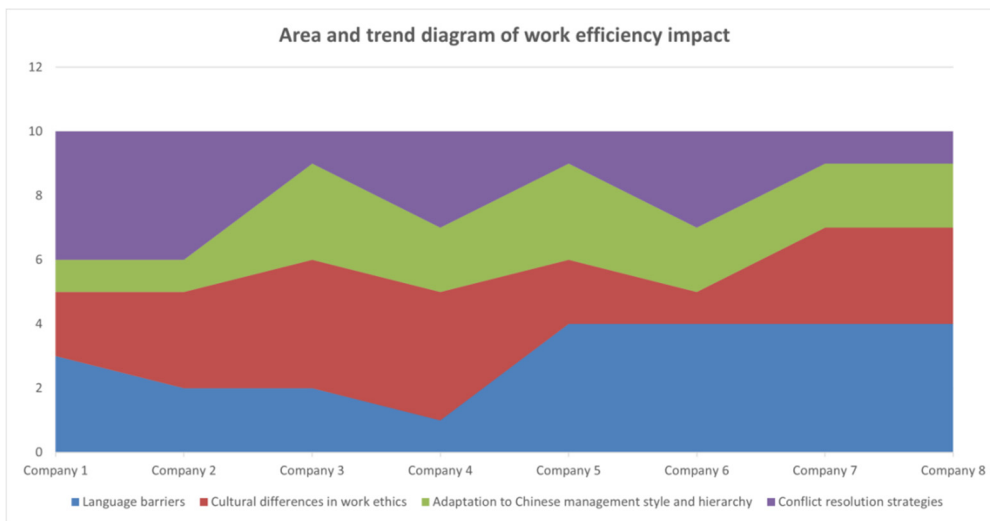 Area and trend diagram of work efficiency impact
12
10
8
6
4
2
0
Company 1 Company 2 Company 3 Company 4 Company 5 Company 6 Company 7 Company 8
Language barriers Cultural differences in work ethics Adaptation to Chinese management style and hierarchy Conflict resolution strategies